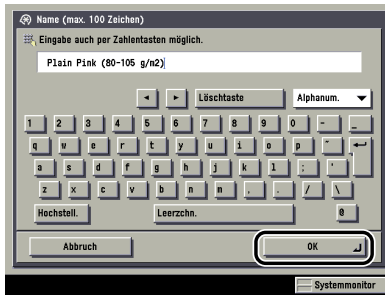 Name (max. 100 Zeichen)
Eingabe auch per Zahlentasten möglich.
Plain Pink (80-105 g/m2)
◄ ► Löschtaste Alphanum. ▼
1 2 3 4 5 6 7 8 9 0 - _
q w e r t y u i o p ~
a s d f g h j k l ; '
z x c v b n m , . / \
Hochstell. Leerzchn. @
Abbruch OK
Systemmonitor